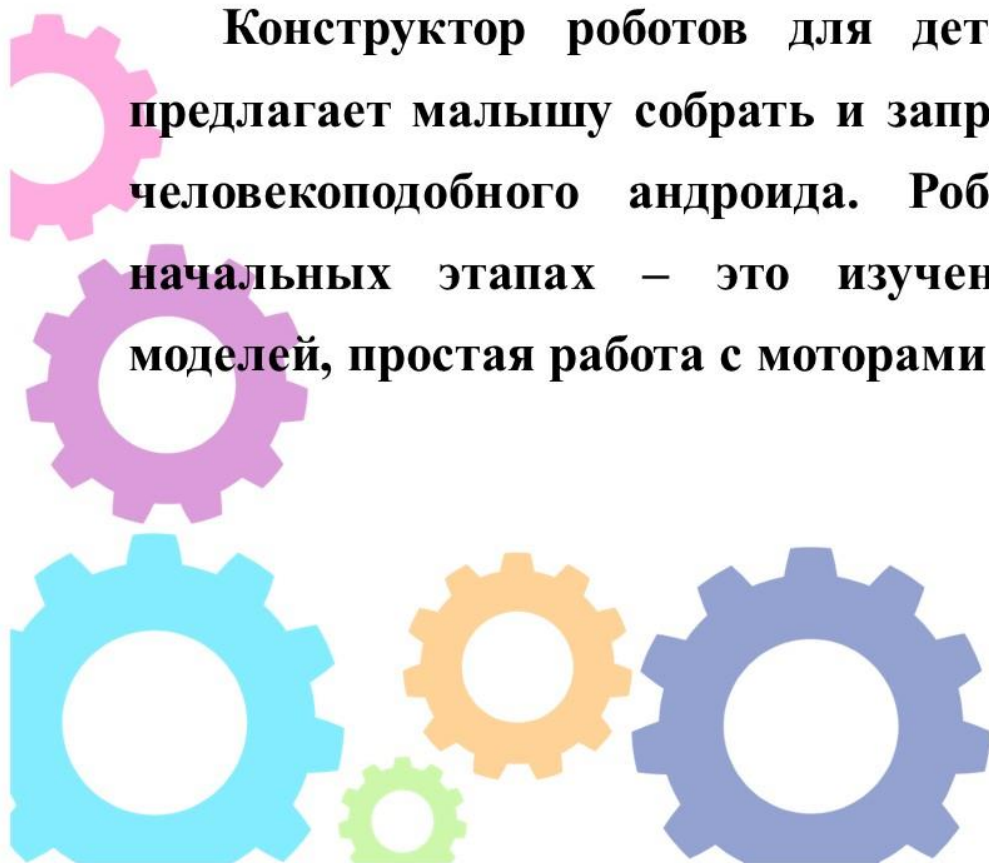 Конструктор роботов для дет
предлагает малышу собрать и запр
человекоподобного андроида. Роб
начальных этапах – это изучен
моделей, простая работа с моторами